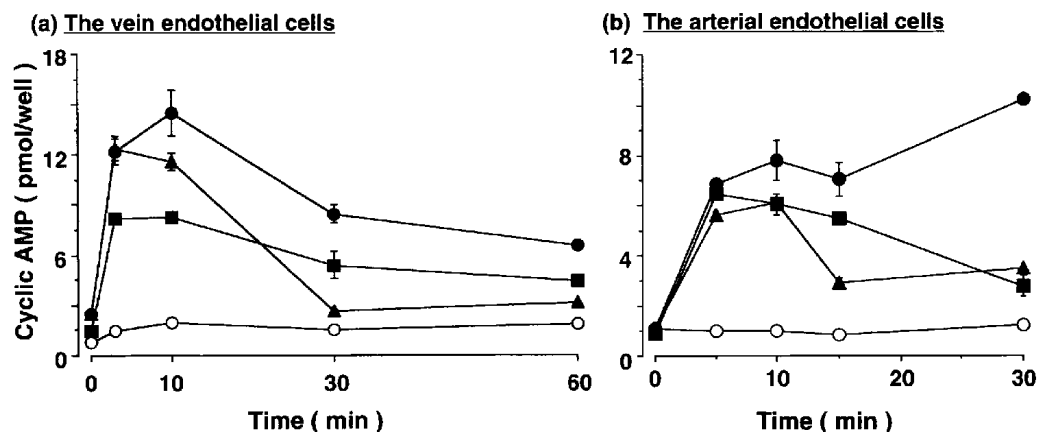 (a) The vein endothelial cells
18
12
6
0
Cyclic AMP ( pmol/well )
0 10 30 60
Time ( min )
(b) The arterial endothelial cells
12
8
4
0
0 10 20 30
Time ( min )